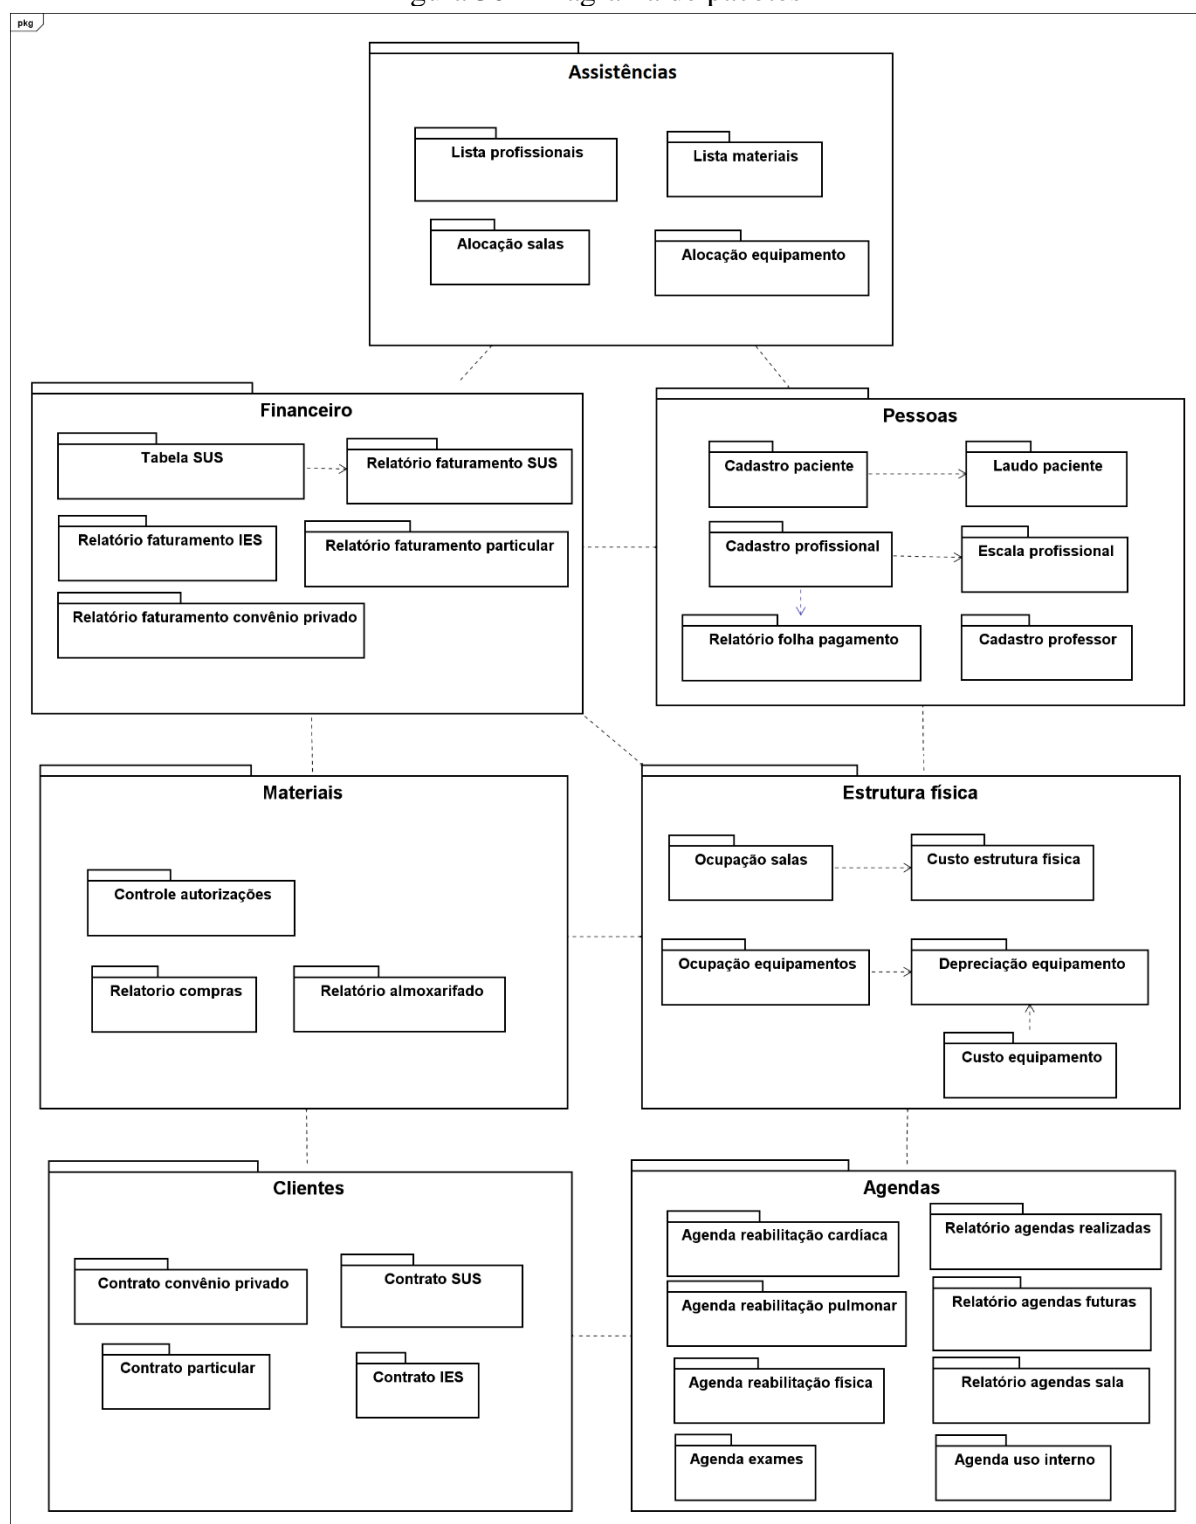 pkg
Assistências
Lista profissionais
Lista materiais
Alocação salas
Alocação equipamento
Financeiro
Tabela SUS
Relatório faturamento SUS
Relatório faturamento IES
Relatório faturamento particular
Relatório faturamento convênio privado
Pessoas
Cadastro paciente
Laudo paciente
Cadastro profissional
Escala profissional
Relatório folha pagamento
Cadastro professor
Materiais
Controle autorizações
Relatorio compras
Relatório almoxarifado
Estrutura física
Ocupação salas
Custo estrutura física
Ocupação equipamentos
Depreciação equipamento
Custo equipamento
Clientes
Contrato convênio privado
Contrato SUS
Contrato particular
Contrato IES
Agendas
Agenda reabilitação cardíaca
Relatório agendas realizadas
Agenda reabilitação pulmonar
Relatório agendas futuras
Agenda reabilitação física
Relatório agendas sala
Agenda exames
Agenda uso interno